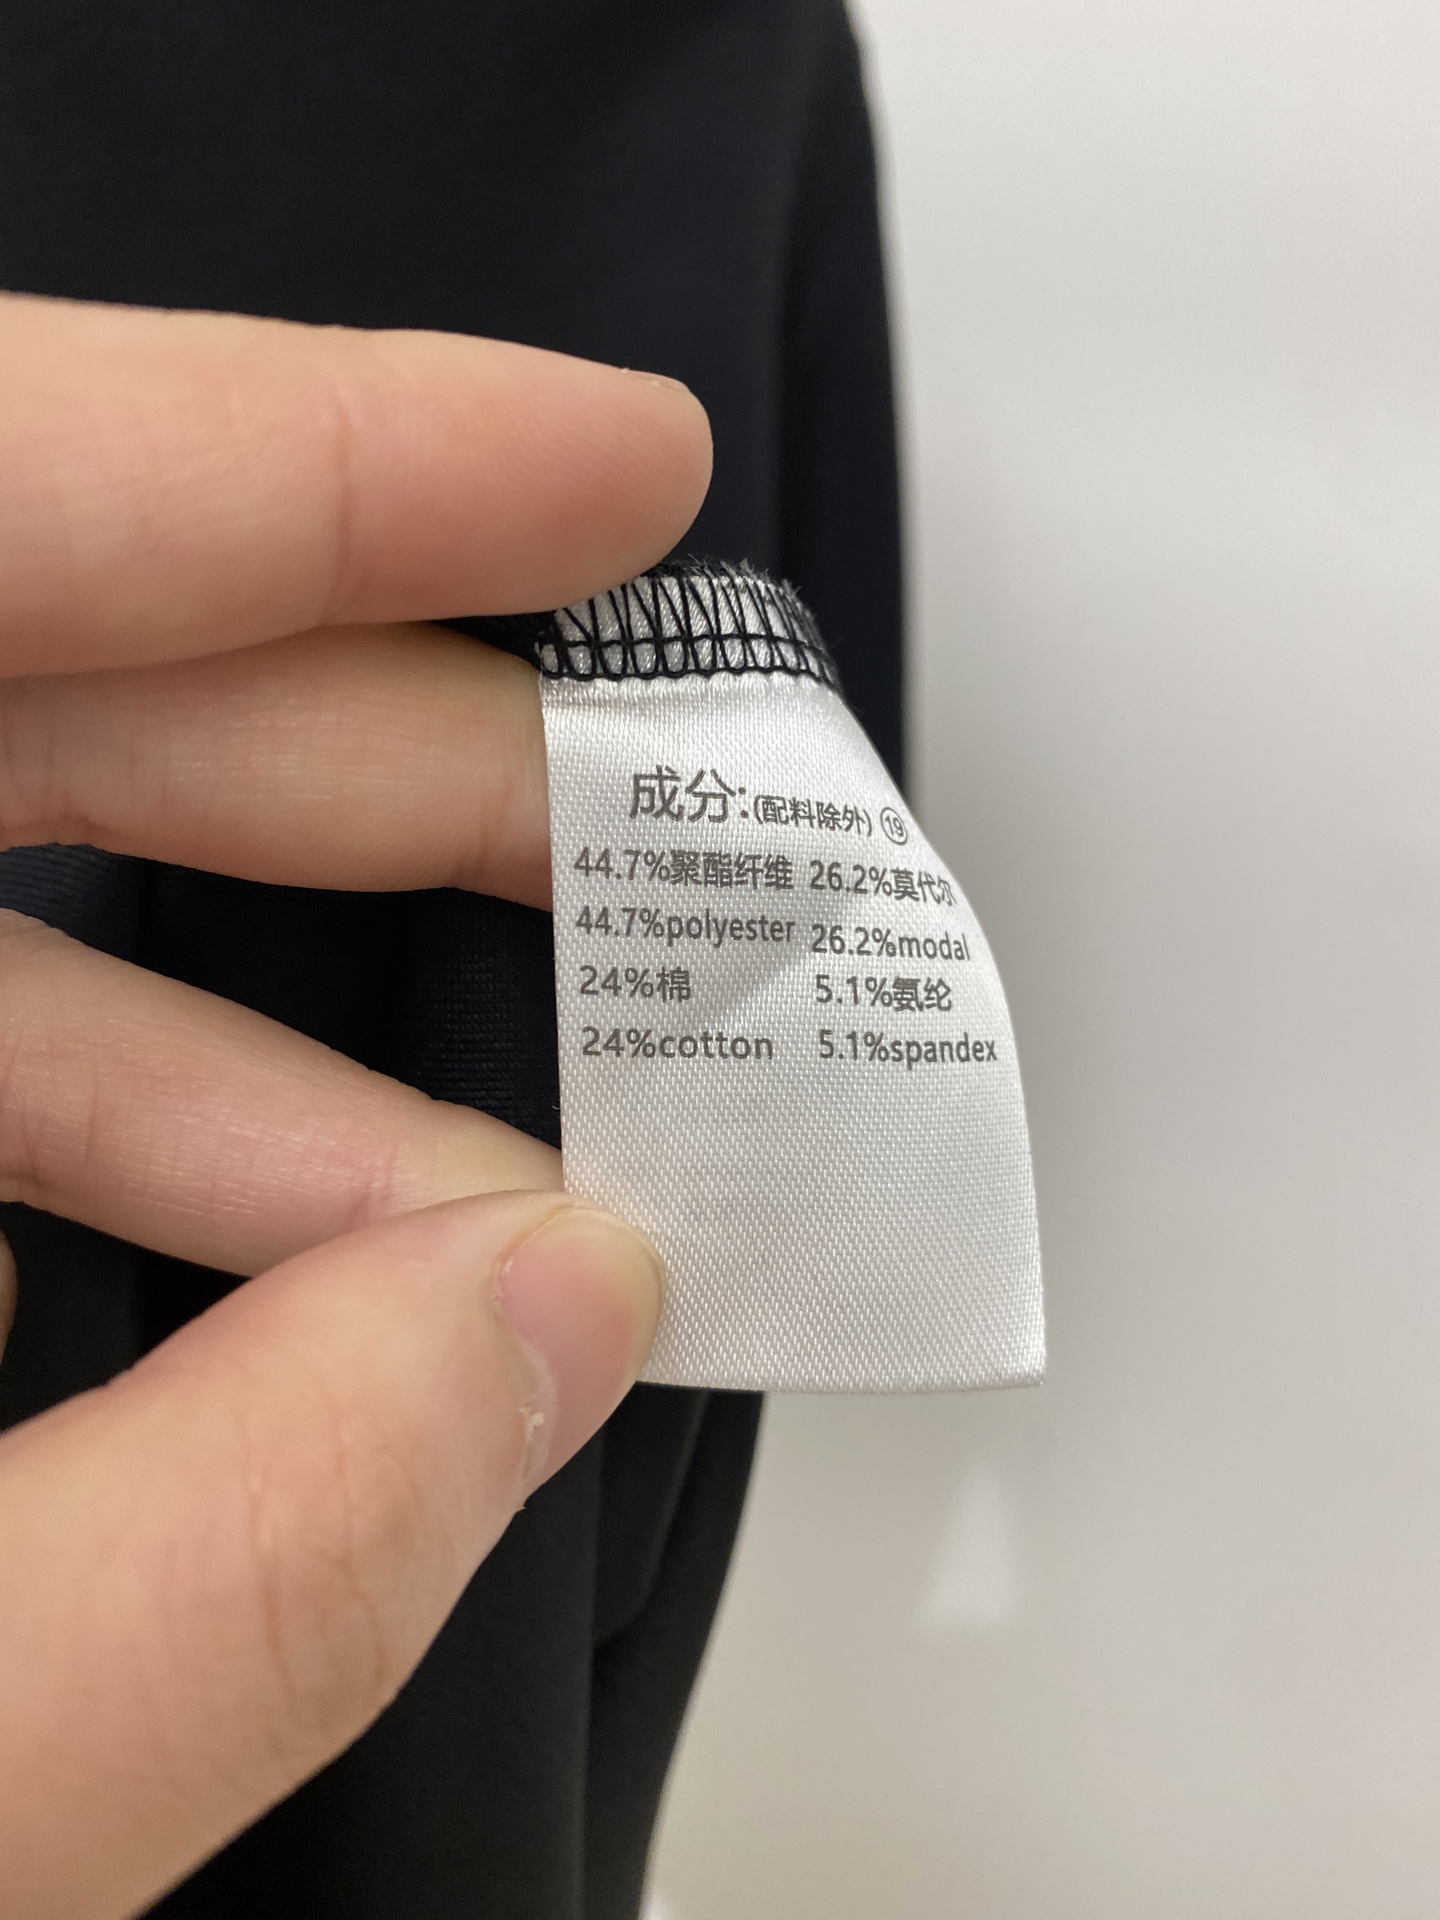 成分:(配料除外) ⑲
44.7%聚酯纤维 26.2%莫代尔
44.7%polyester 26.2%modal
24%棉 5.1%氨纶
24%cotton 5.1%spandex